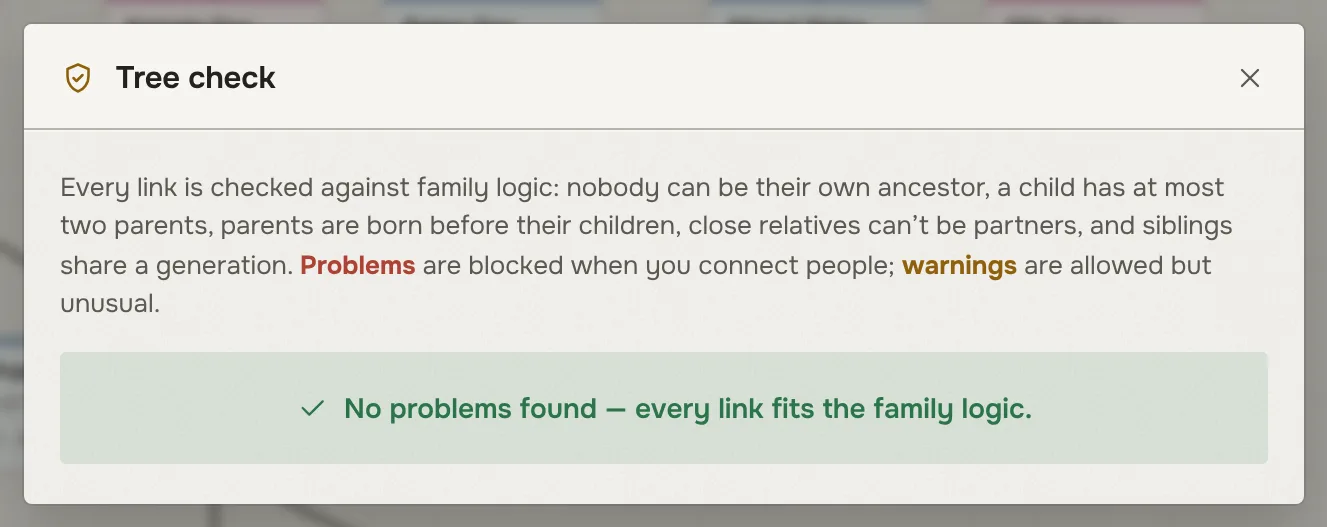 Tree check
Every link is checked against family logic: nobody can be their own ancestor, a child has at most
two parents, parents are born before their children, close relatives can’t be partners, and siblings
share a generation. Problems are blocked when you connect people; warnings are allowed but
unusual.
No problems found — every link fits the family logic.